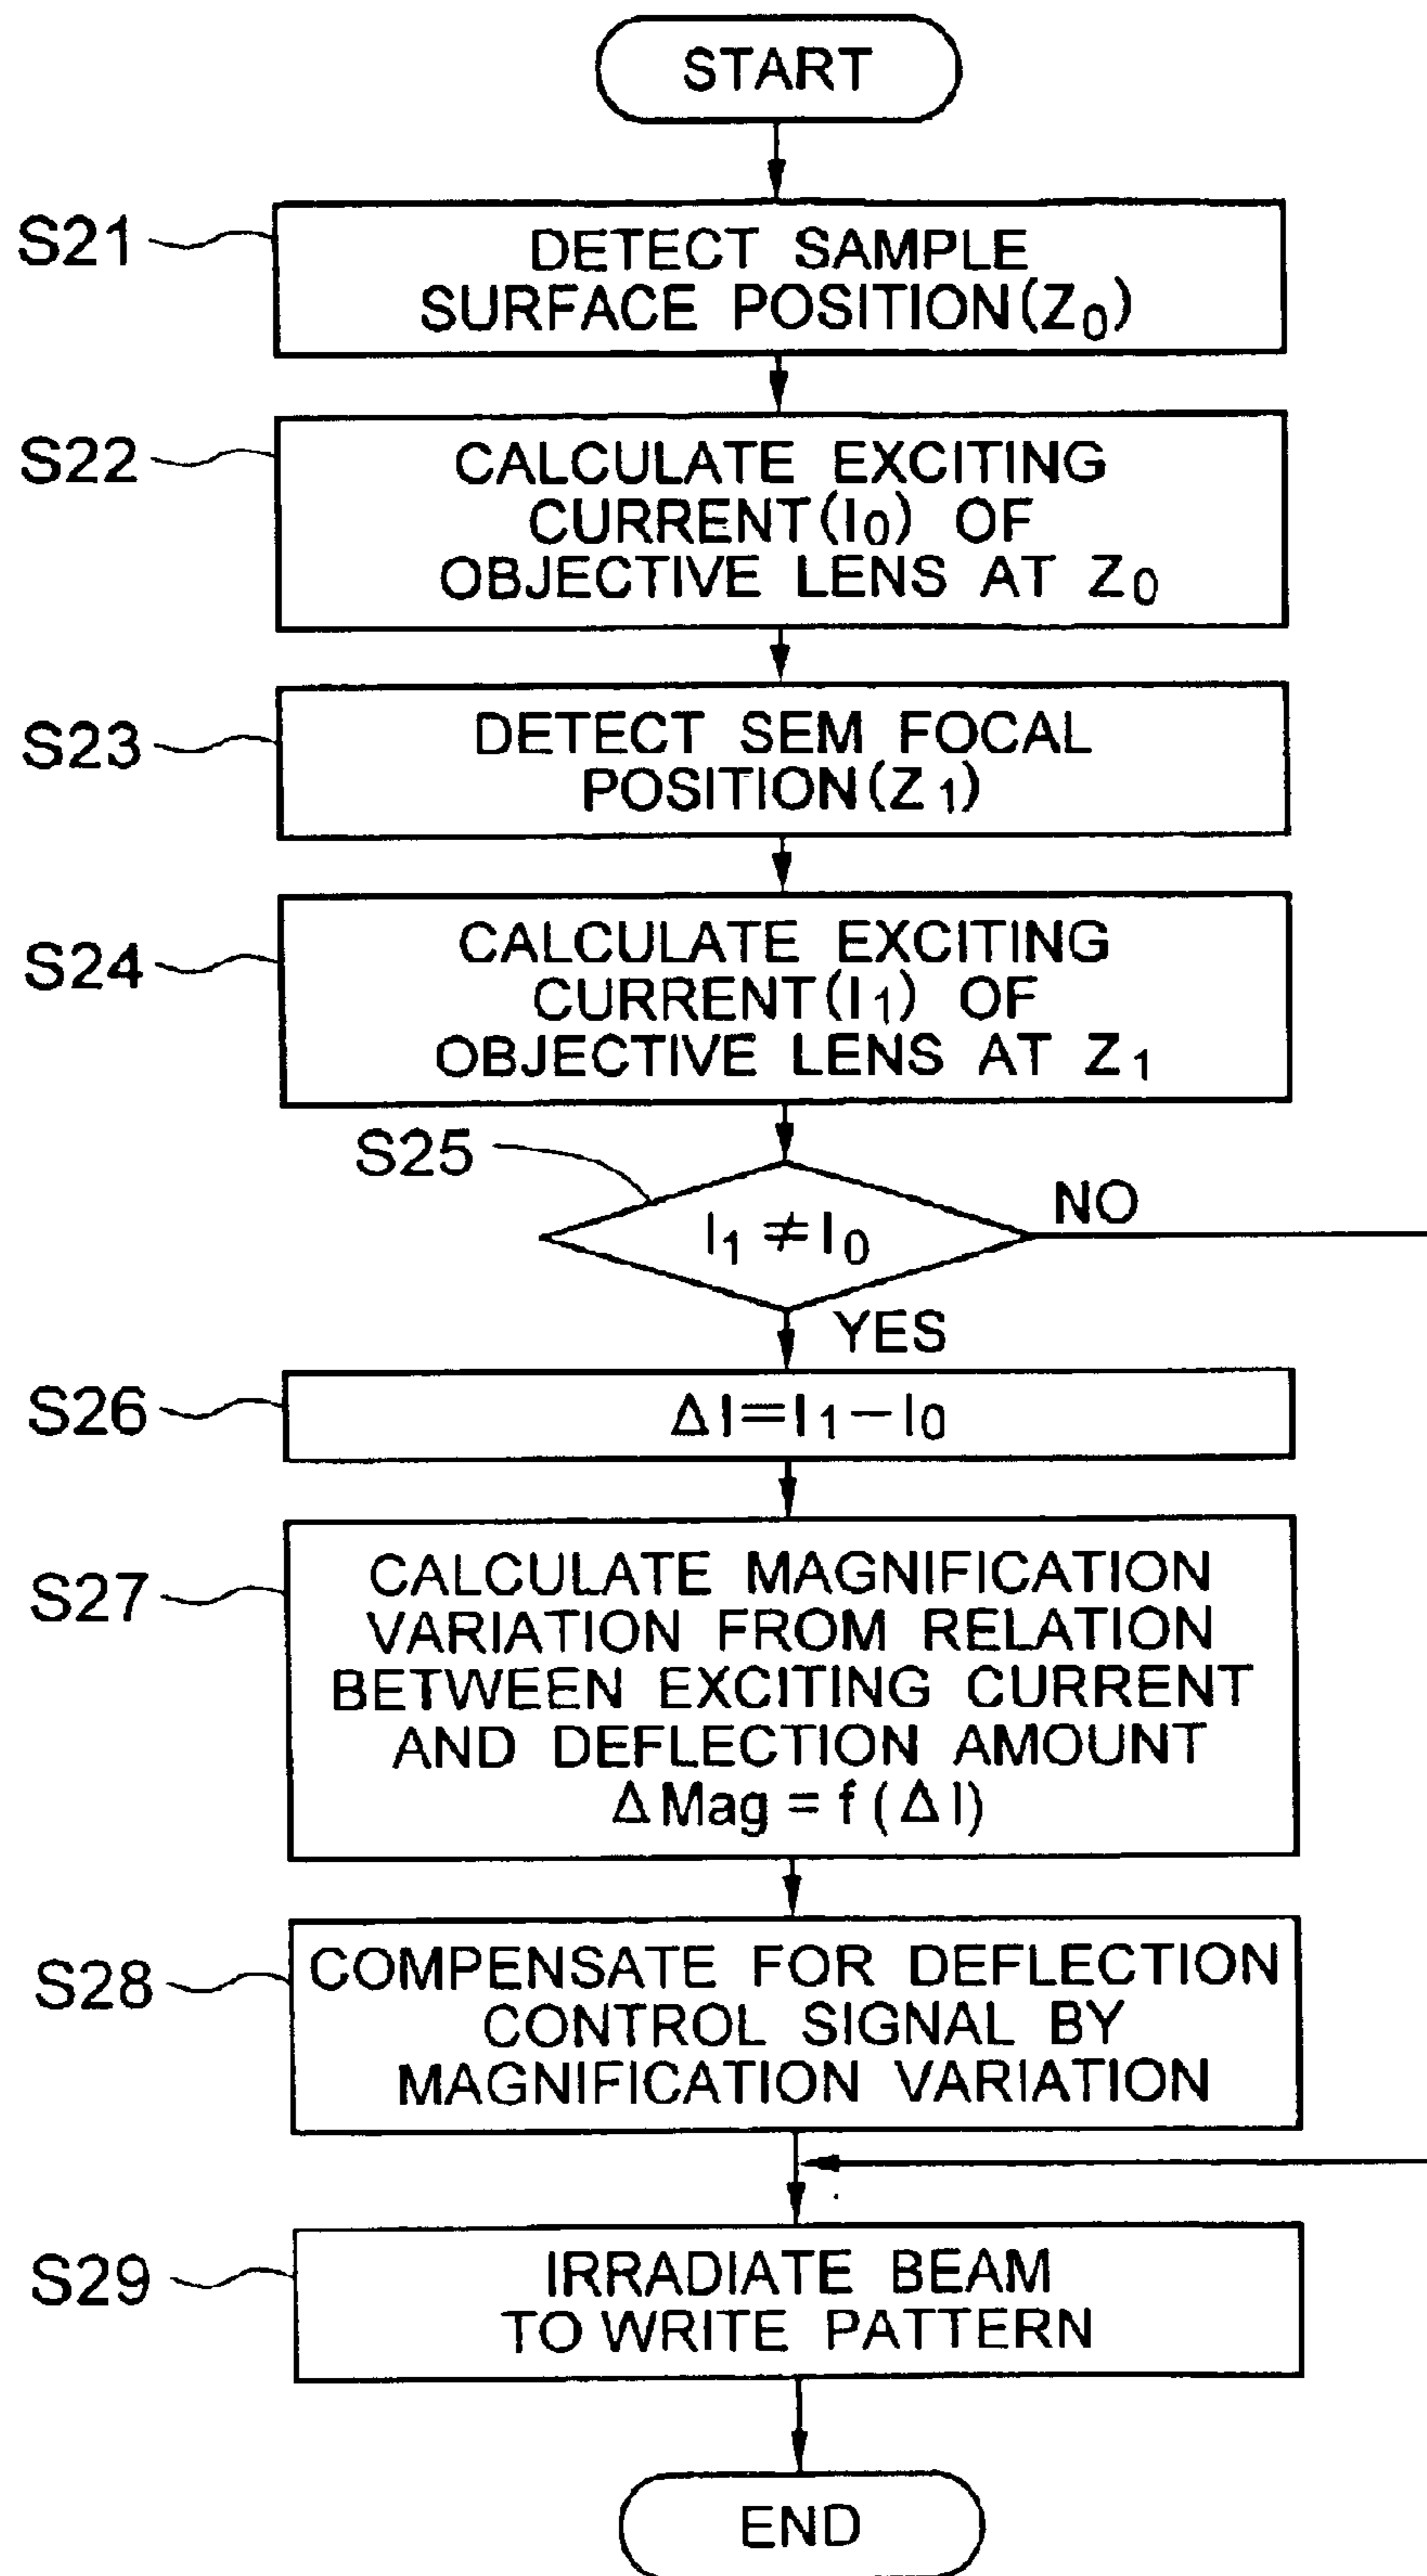 START
S21
DETECT SAMPLE
SURFACE POSITION(Z₀)
S22
CALCULATE EXCITING
CURRENT(I₀) OF
OBJECTIVE LENS AT Z₀
S23
DETECT SEM FOCAL
POSITION(Z₁)
S24
CALCULATE EXCITING
CURRENT(I₁) OF
OBJECTIVE LENS AT Z₁
S25
I₁ ≠ I₀
NO
YES
S26
ΔI=I₁−I₀
S27
CALCULATE MAGNIFICATION
VARIATION FROM RELATION
BETWEEN EXCITING CURRENT
AND DEFLECTION AMOUNT
ΔMag = f(ΔI)
S28
COMPENSATE FOR DEFLECTION
CONTROL SIGNAL BY
MAGNIFICATION VARIATION
S29
IRRADIATE BEAM
TO WRITE PATTERN
END